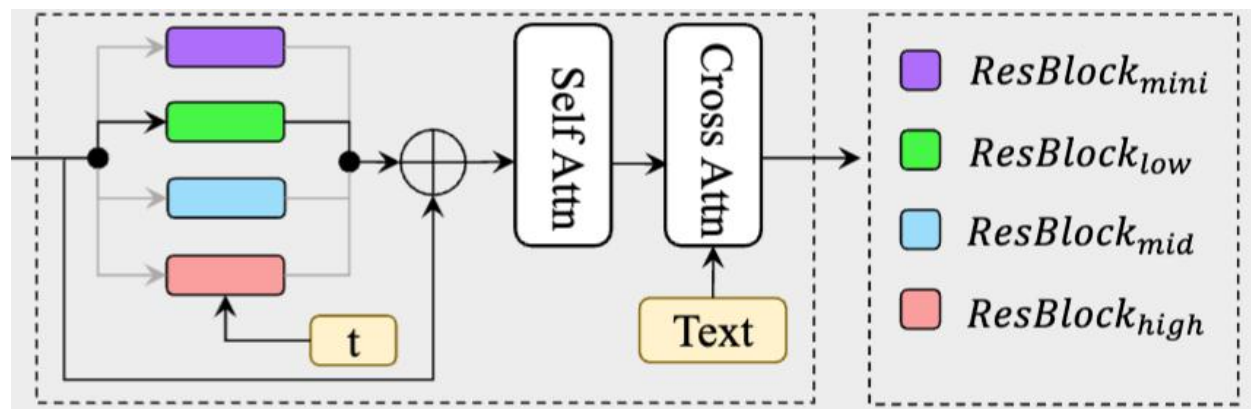 Self Attn
Cross Attn
t
Text
ResBlock_mini
ResBlock_low
ResBlock_mid
ResBlock_high